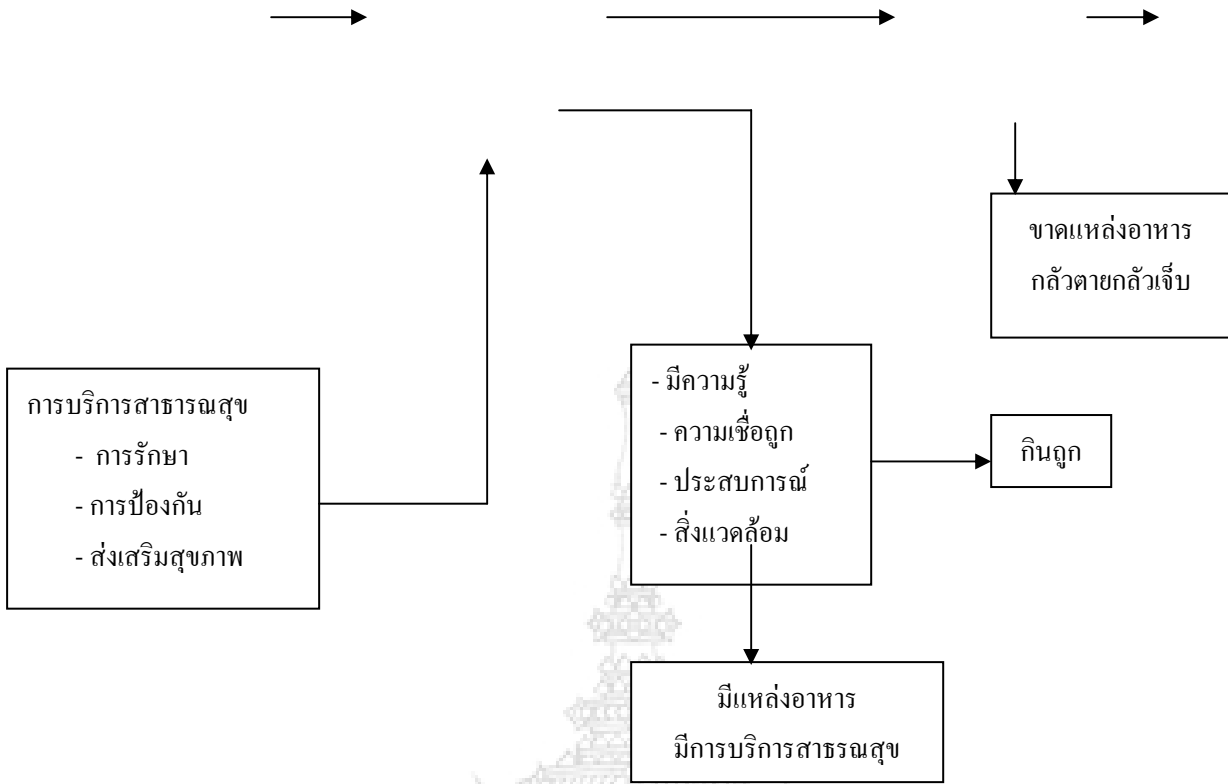 ขาดแหล่งอาหาร
กลัวตายกลัวเจ็บ
การบริการสาธารณสุข
- การรักษา
- การป้องกัน
- ส่งเสริมสุขภาพ
- มีความรู้
- ความเชื่อถูก
- ประสบการณ์
- สิ่งแวดล้อม
กินถูก
มีแหล่งอาหาร
มีการบริการสาธรณสุข